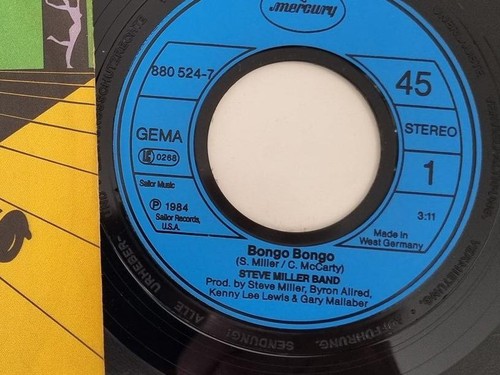 mercury
880 524-7
45
GEMA
STEREO
LC 0268
1
Sailor Music
3:11
Ⓟ 1984
Sailor Records,
U.S.A.
Made in
West Germany
Bongo Bongo
(S. Miller / C. McCarty)
STEVE MILLER BAND
Prod. by Steve Miller, Byron Allred,
Kenny Lee Lewis & Gary Mallaber
ALLE URHEBER-
AUFFÜHRUNG,
SENDUNG!